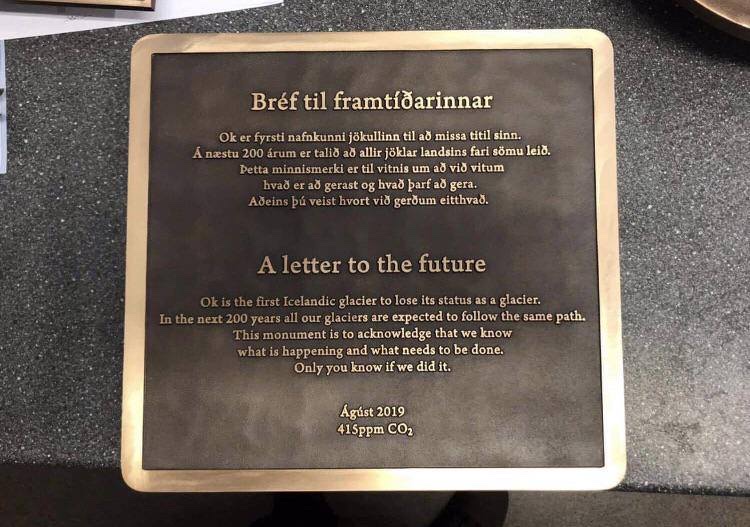 Bréf til framtíðarinnar
Ok er fyrsti nafnkunni jökullinn til að missa titil sinn.
Á næstu 200 árum er talið að allir jöklar landsins fari sömu leið.
Þetta minnismerki er til vitnis um að við vitum
hvað er að gerast og hvað þarf að gera.
Aðeins þú veist hvort við gerðum eitthvað.
A letter to the future
Ok is the first Icelandic glacier to lose its status as a glacier.
In the next 200 years all our glaciers are expected to follow the same path.
This monument is to acknowledge that we know
what is happening and what needs to be done.
Only you know if we did it.
Ágúst 2019
415ppm CO₂